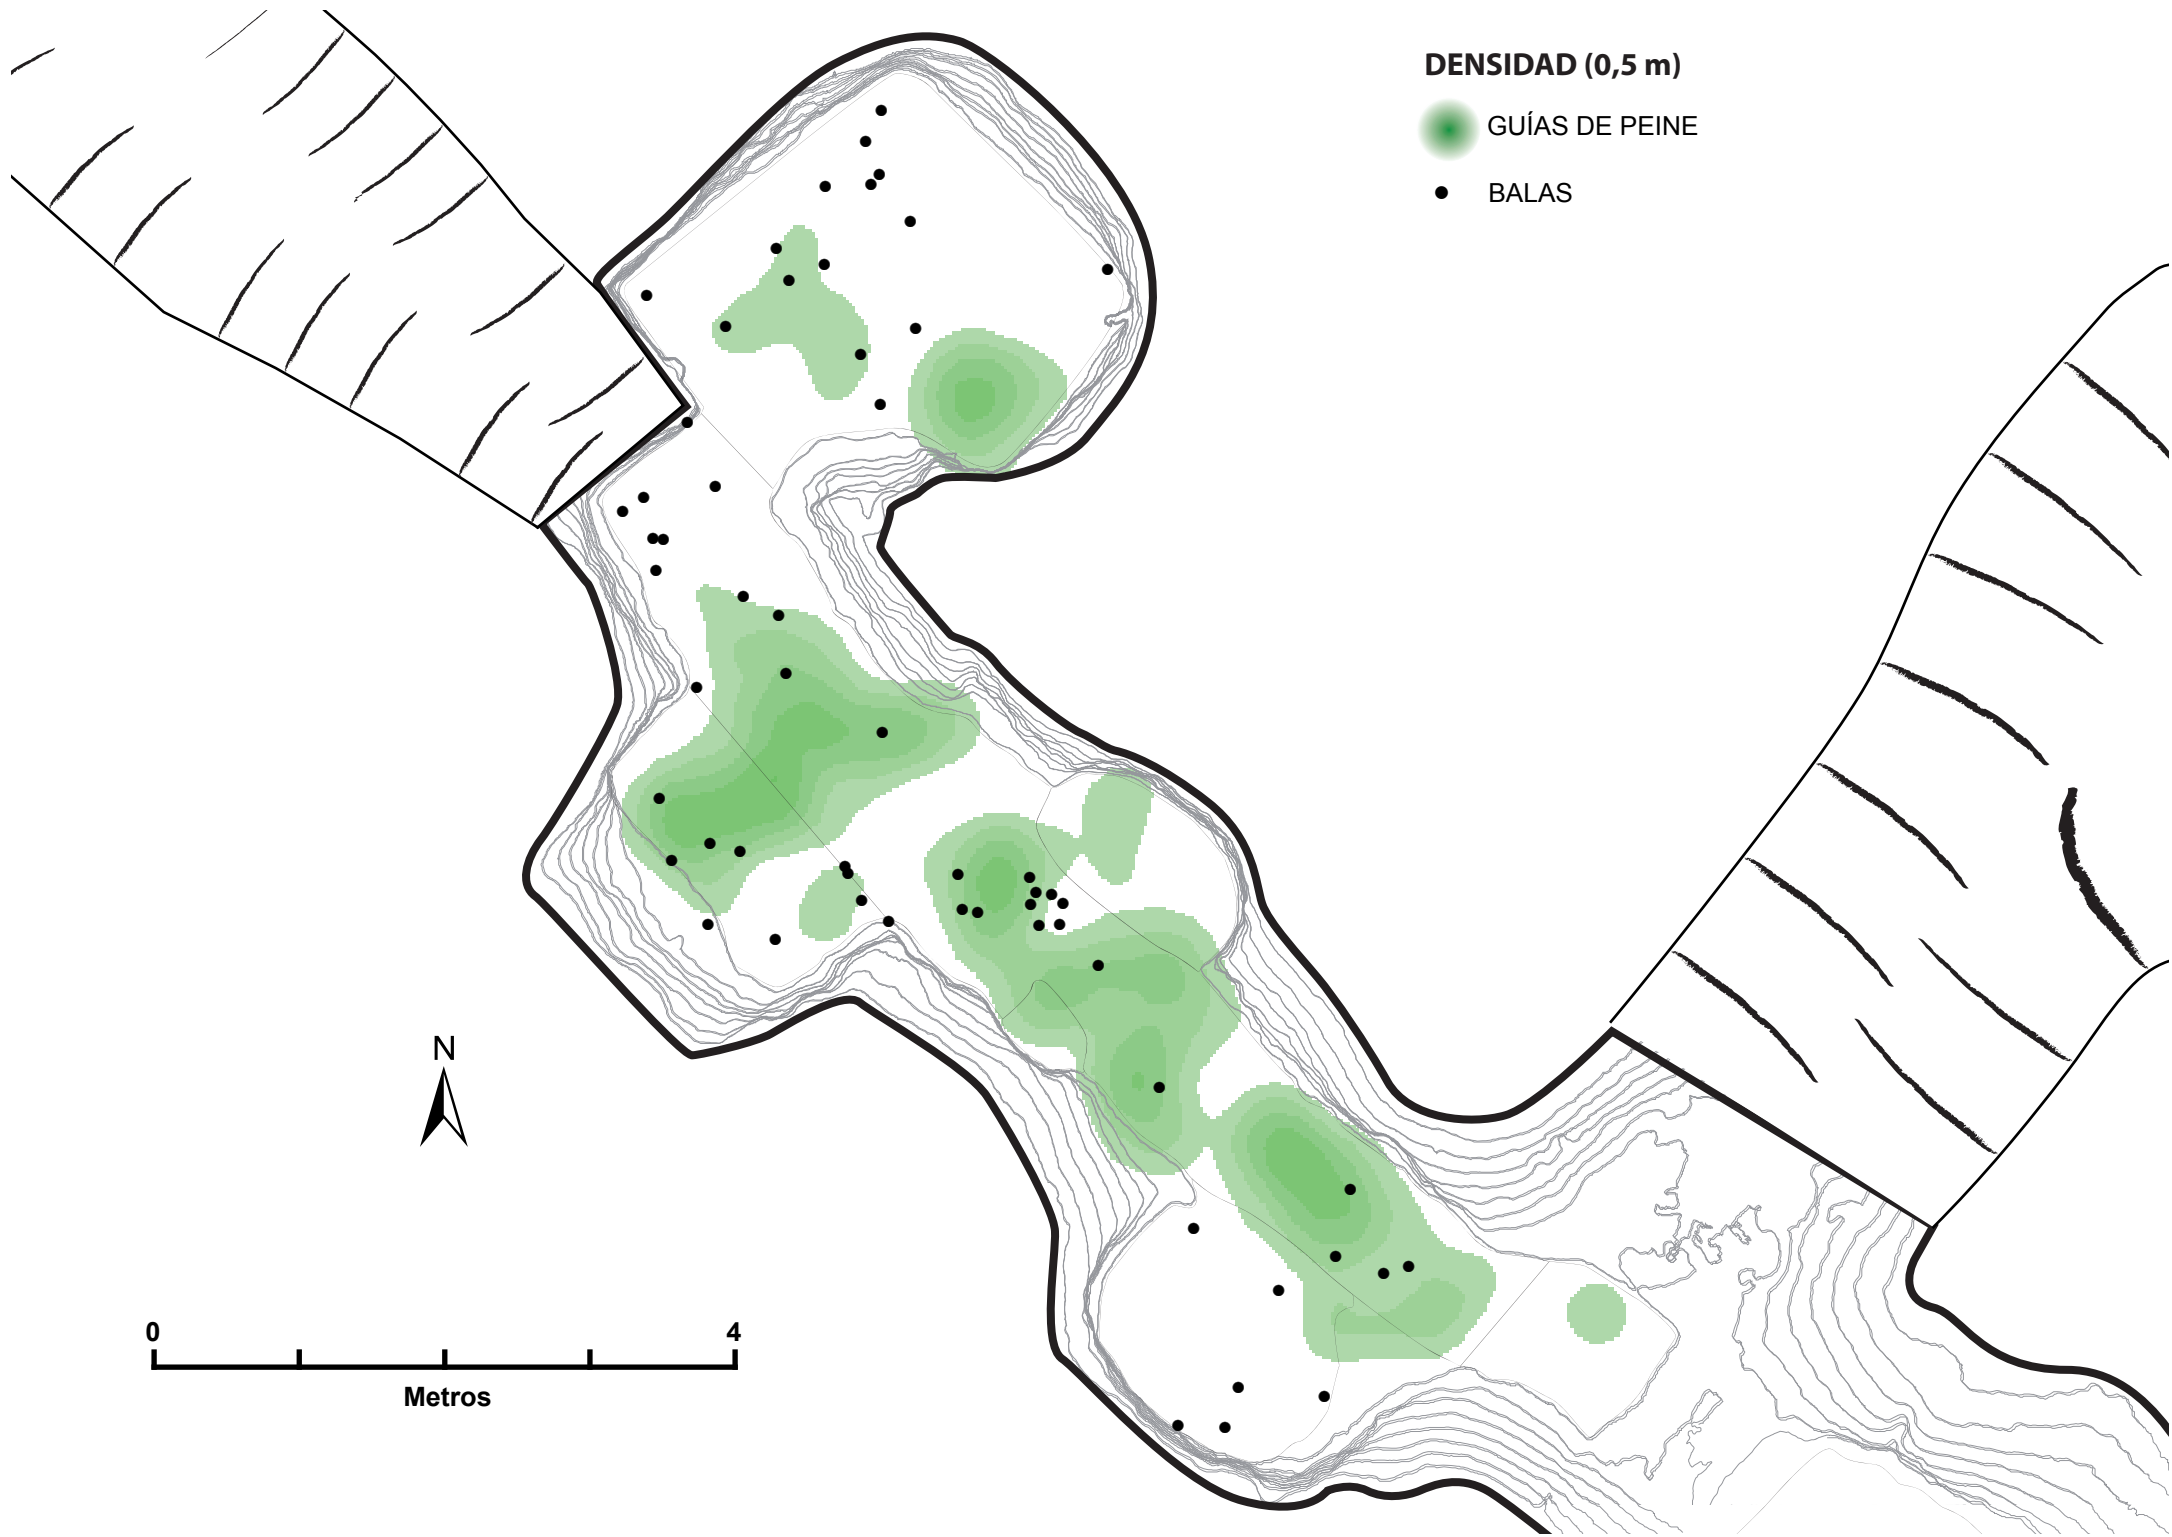 DENSIDAD (0,5 m)
GUÍAS DE PEINE
BALAS
N
0 4
Metros